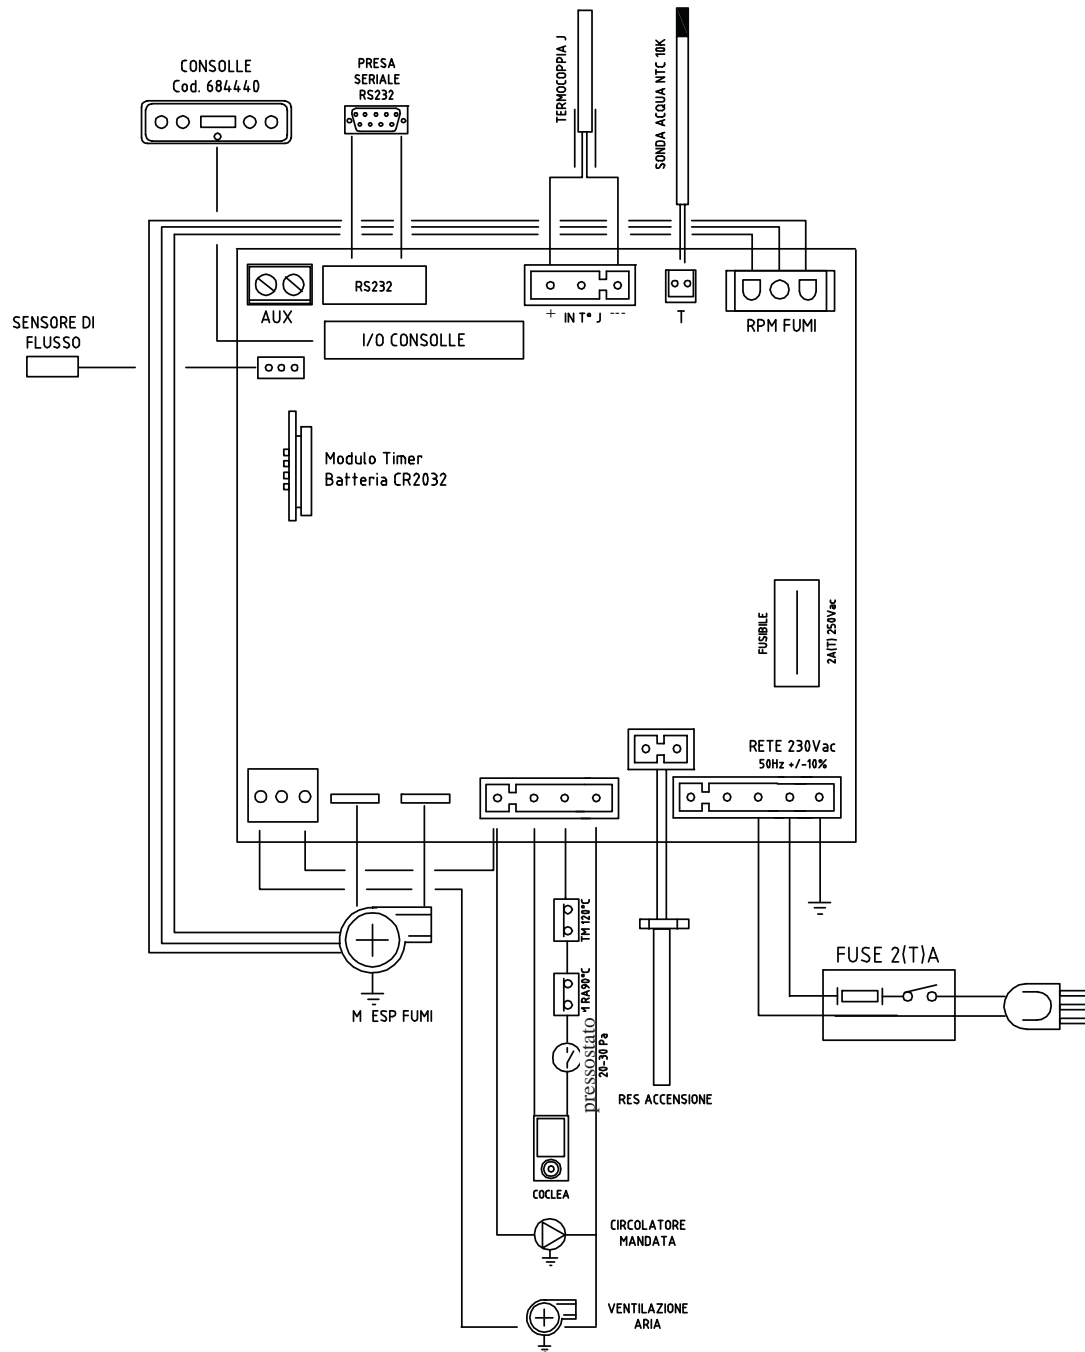 CONSOLLE
Cod. 684440
PRESA
SERIALE
RS232
TERMOCOPPIA J
SONDA ACQUA NTC 10K
AUX
RS232
+ IN T° J ---
T
RPM FUMI
SENSORE DI
FLUSSO
I/O CONSOLLE
Modulo Timer
Batteria CR2032
FUSIBILE
2A(T) 250Vac
RETE 230Vac
50Hz +/-10%
TM 120°C
RA90°C
pressostato
20-30 Pa
M ESP FUMI
FUSE 2(T)A
RES ACCENSIONE
COCLEA
CIRCOLATORE
MANDATA
VENTILAZIONE
ARIA